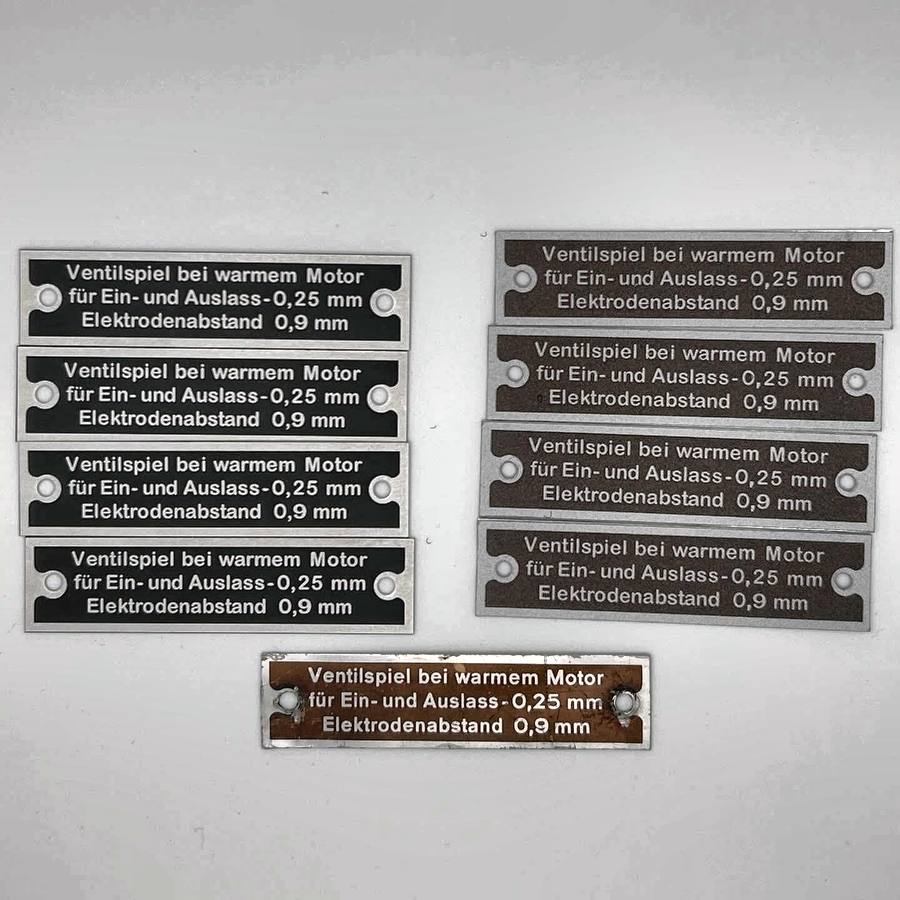 Ventilspiel bei warmem Motor
für Ein- und Auslass-0,25 mm
Elektrodenabstand 0,9 mm
Ventilspiel bei warmem Motor
für Ein- und Auslass-0,25 mm
Elektrodenabstand 0,9 mm
Ventilspiel bei warmem Motor
für Ein- und Auslass-0,25 mm
Elektrodenabstand 0,9 mm
Ventilspiel bei warmem Motor
für Ein- und Auslass-0,25 mm
Elektrodenabstand 0,9 mm
Ventilspiel bei warmem Motor
für Ein- und Auslass-0,25 mm
Elektrodenabstand 0,9 mm
Ventilspiel bei warmem Motor
für Ein- und Auslass-0,25 mm
Elektrodenabstand 0,9 mm
Ventilspiel bei warmem Motor
für Ein- und Auslass-0,25 mm
Elektrodenabstand 0,9 mm
Ventilspiel bei warmem Motor
für Ein- und Auslass-0,25 mm
Elektrodenabstand 0,9 mm
Ventilspiel bei warmem Motor
für Ein- und Auslass-0,25 mm
Elektrodenabstand 0,9 mm